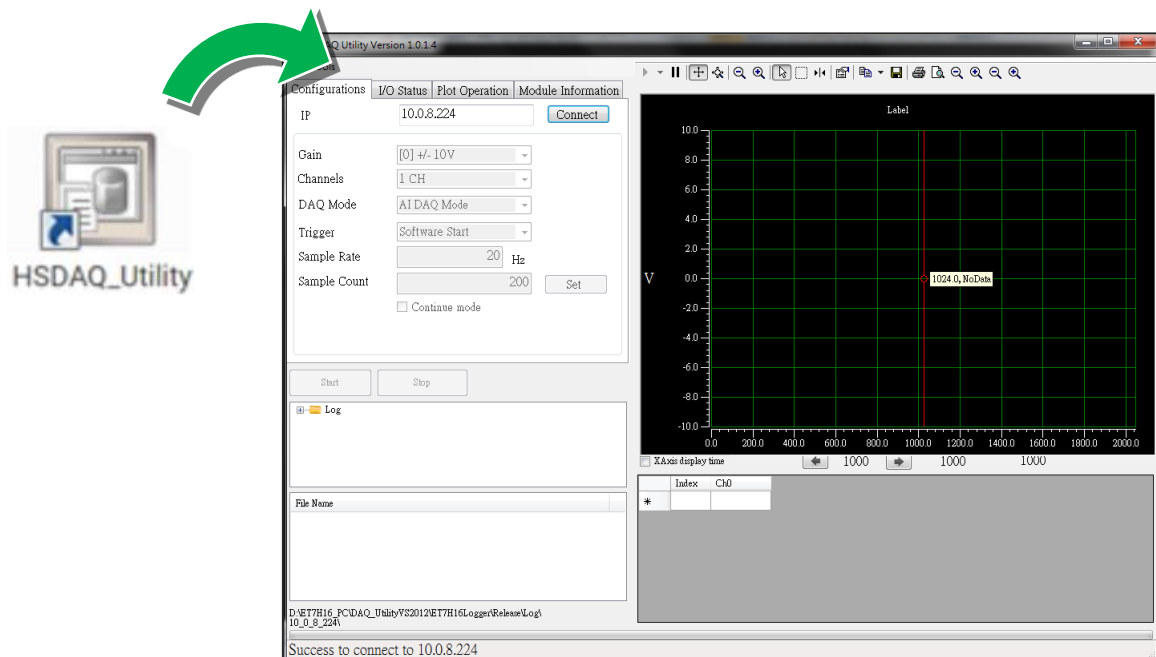 HSDAQ_Utility
AQ Utility Version 1.0.1.4
Configurations I/O Status Plot Operation Module Information
IP 10.0.8.224 Connect
Gain [0] +/- 10V
Channels 1 CH
DAQ Mode AI DAQ Mode
Trigger Software Start
Sample Rate 20 Hz
Sample Count 200 Set
Continue mode
Start Stop
Log
File Name
D:\ET7H16_PC\DAQ_UtilityVS2012\ET7H16Logger\Release\Log\
10_0_8_224\
Success to connect to 10.0.8.224
Label
10.0
8.0
6.0
4.0
2.0
V 0.0 1024.0, NoData
-2.0
-4.0
-6.0
-8.0
-10.0
0.0 200.0 400.0 600.0 800.0 1000.0 1200.0 1400.0 1600.0 1800.0 2000.0
XAxis display time 1000 1000 1000
Index Ch0
*